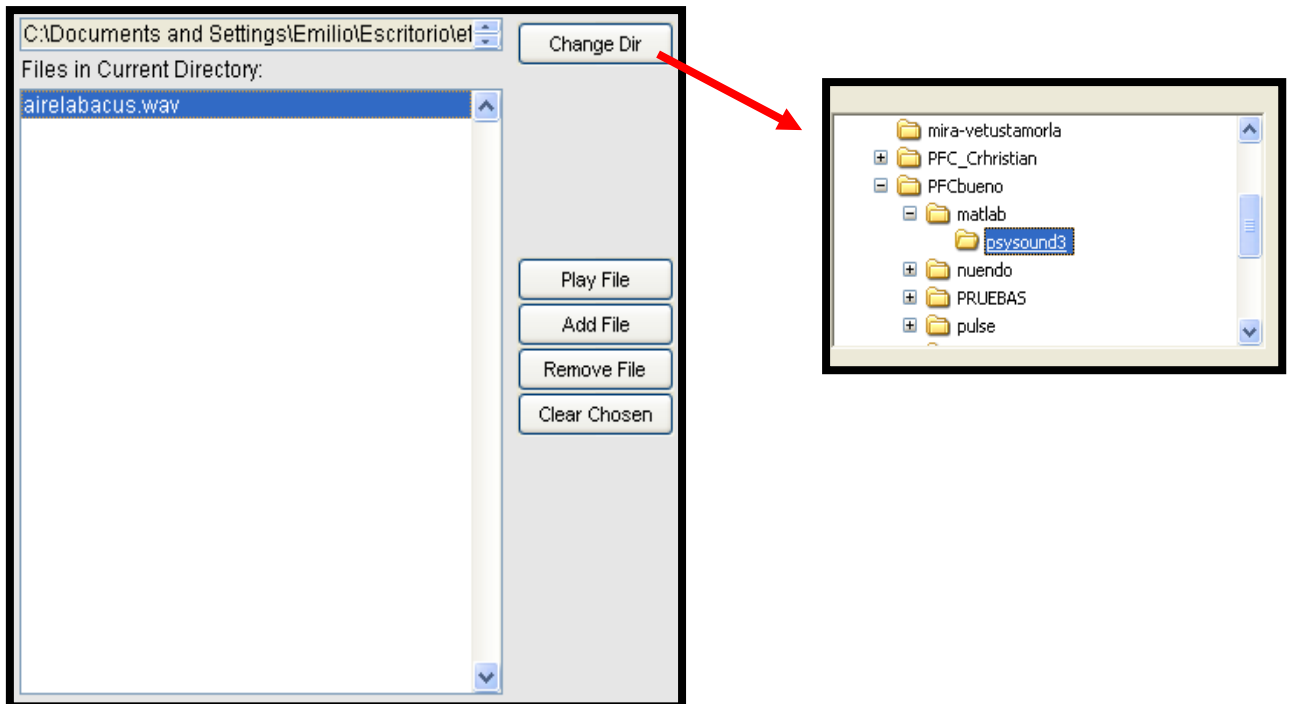 C:\Documents and Settings\Emilio\Escritorio\ef
Change Dir
Files in Current Directory:
airelabacus.wav
Play File
Add File
Remove File
Clear Chosen
mira-vetustamorla
PFC_Crhristian
PFCbueno
matlab
psysound3
nuendo
PRUEBAS
pulse